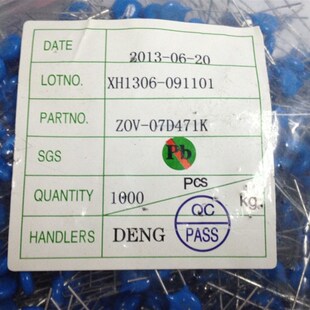 DATE 2013-06-20
LOTNO. XH1306-091101
PARTNO. ZOV-07D471K
SGS Pb
QUANTITY 1000 pcs kg.
HANDLERS DENG QC PASS